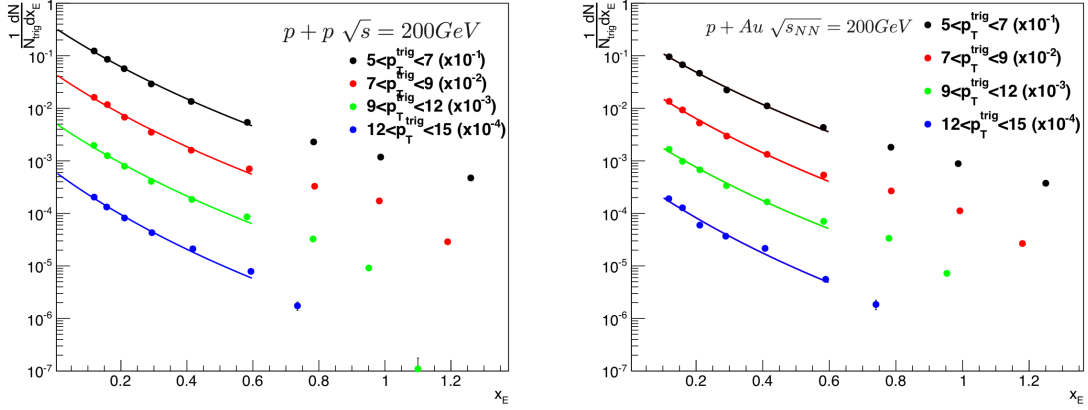 1 dN
N_trig dx_E
p + p √s = 200GeV
5<p_T^trig<7 (x10^-1)
7<p_T^trig<9 (x10^-2)
9<p_T^trig<12 (x10^-3)
12<p_T^trig<15 (x10^-4)
1
10^-1
10^-2
10^-3
10^-4
10^-5
10^-6
10^-7
0.2 0.4 0.6 0.8 1 1.2
x_E
1 dN
N_trig dx_E
p + Au √s_NN = 200GeV
5<p_T^trig<7 (x10^-1)
7<p_T^trig<9 (x10^-2)
9<p_T^trig<12 (x10^-3)
12<p_T^trig<15 (x10^-4)
1
10^-1
10^-2
10^-3
10^-4
10^-5
10^-6
10^-7
0.2 0.4 0.6 0.8 1 1.2
x_E